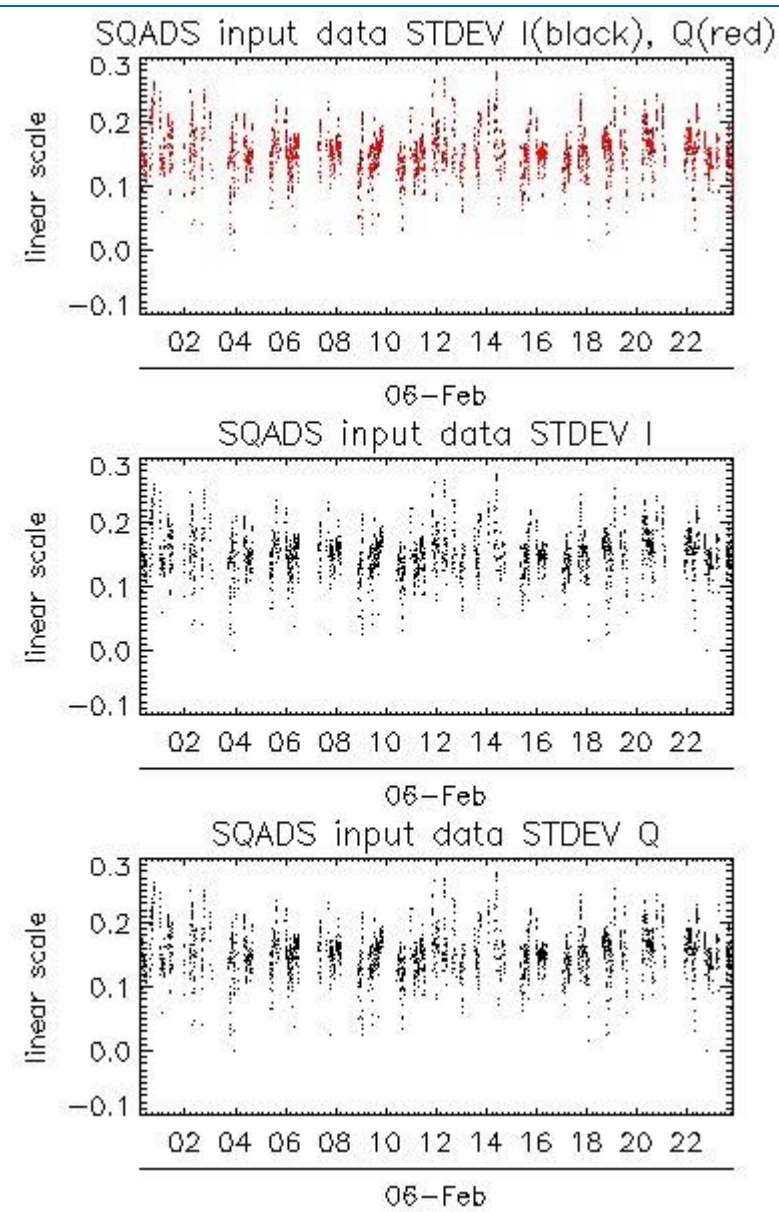 SQADS input data STDEV I(black), Q(red)
0.3
0.2
0.1
0.0
-0.1
linear scale
02 04 06 08 10 12 14 16 18 20 22
06-Feb
SQADS input data STDEV I
0.3
0.2
0.1
0.0
-0.1
linear scale
02 04 06 08 10 12 14 16 18 20 22
06-Feb
SQADS input data STDEV Q
0.3
0.2
0.1
0.0
-0.1
linear scale
02 04 06 08 10 12 14 16 18 20 22
06-Feb